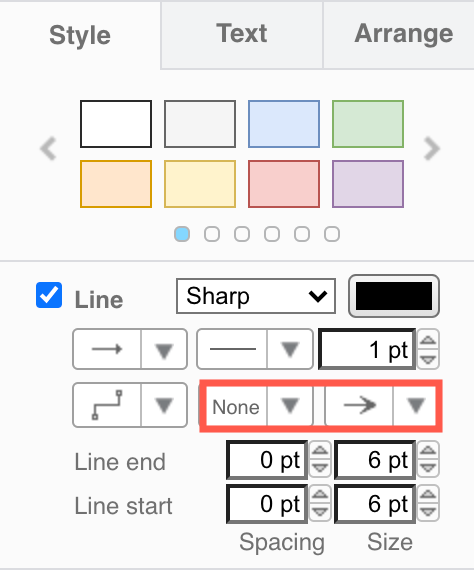 Style Text Arrange
Line Sharp
1 pt
None
Line end 0 pt 6 pt
Line start 0 pt 6 pt
Spacing Size